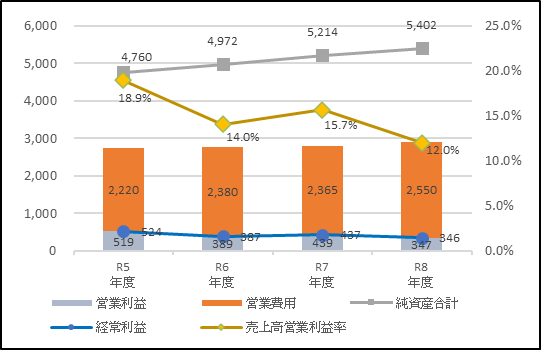 6,000
5,000
4,000
3,000
2,000
1,000
0
25.0%
20.0%
15.0%
10.0%
5.0%
0.0%
4,760
4,972
5,214
5,402
18.9%
14.0%
15.7%
12.0%
2,220
2,380
2,365
2,550
519
524
389
387
439
437
347
346
R5
年度
R6
年度
R7
年度
R8
年度
営業利益
営業費用
純資産合計
経常利益
売上高営業利益率